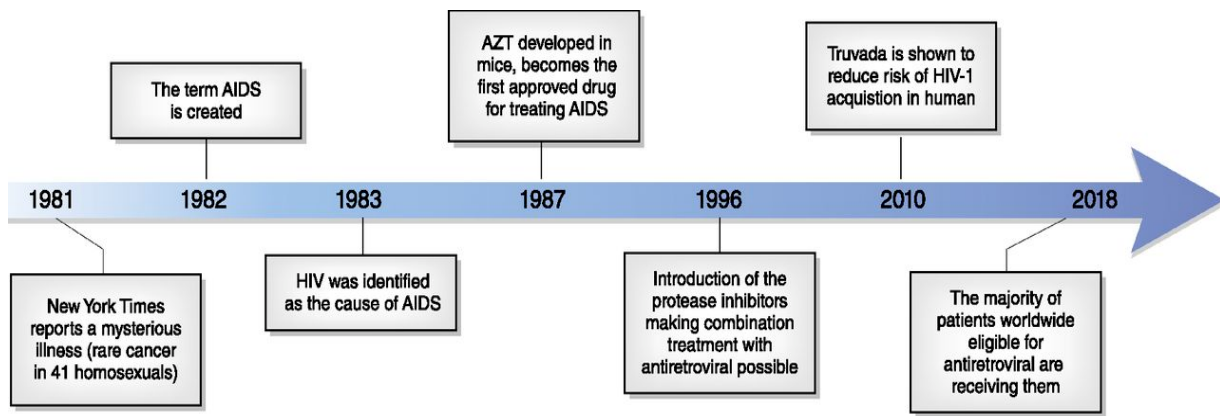 The term AIDS
is created
AZT developed in
mice, becomes the
first approved drug
for treating AIDS
Truvada is shown to
reduce risk of HIV-1
acquistion in human
1981
1982
1983
1987
1996
2010
2018
New York Times
reports a mysterious
illness (rare cancer
in 41 homosexuals)
HIV was identified
as the cause of AIDS
Introduction of the
protease inhibitors
making combination
treatment with
antiretroviral possible
The majority of
patients worldwide
eligible for
antiretroviral are
receiving them